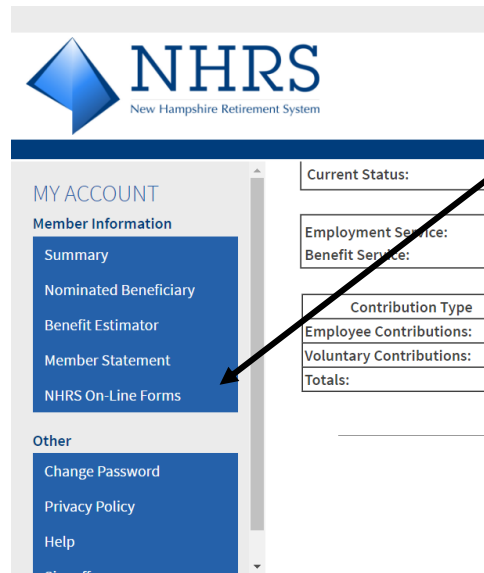 NHRS
New Hampshire Retirement System
MY ACCOUNT
Member Information
Summary
Nominated Beneficiary
Benefit Estimator
Member Statement
NHRS On-Line Forms
Other
Change Password
Privacy Policy
Help
Current Status:
Employment Service:
Benefit Service:
Contribution Type
Employee Contributions:
Voluntary Contributions:
Totals: